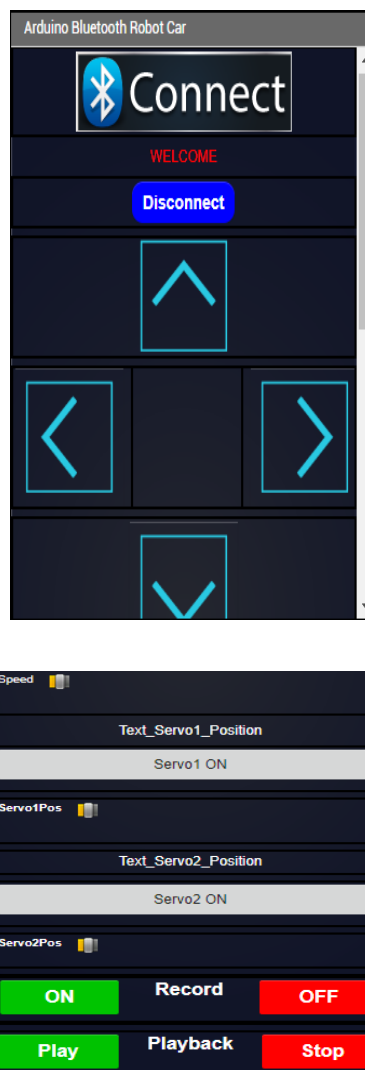 Arduino Bluetooth Robot Car
Connect
WELCOME
Disconnect
Speed
Text_Servo1_Position
Servo1 ON
Servo1Pos
Text_Servo2_Position
Servo2 ON
Servo2Pos
ON Record OFF
Play Playback Stop